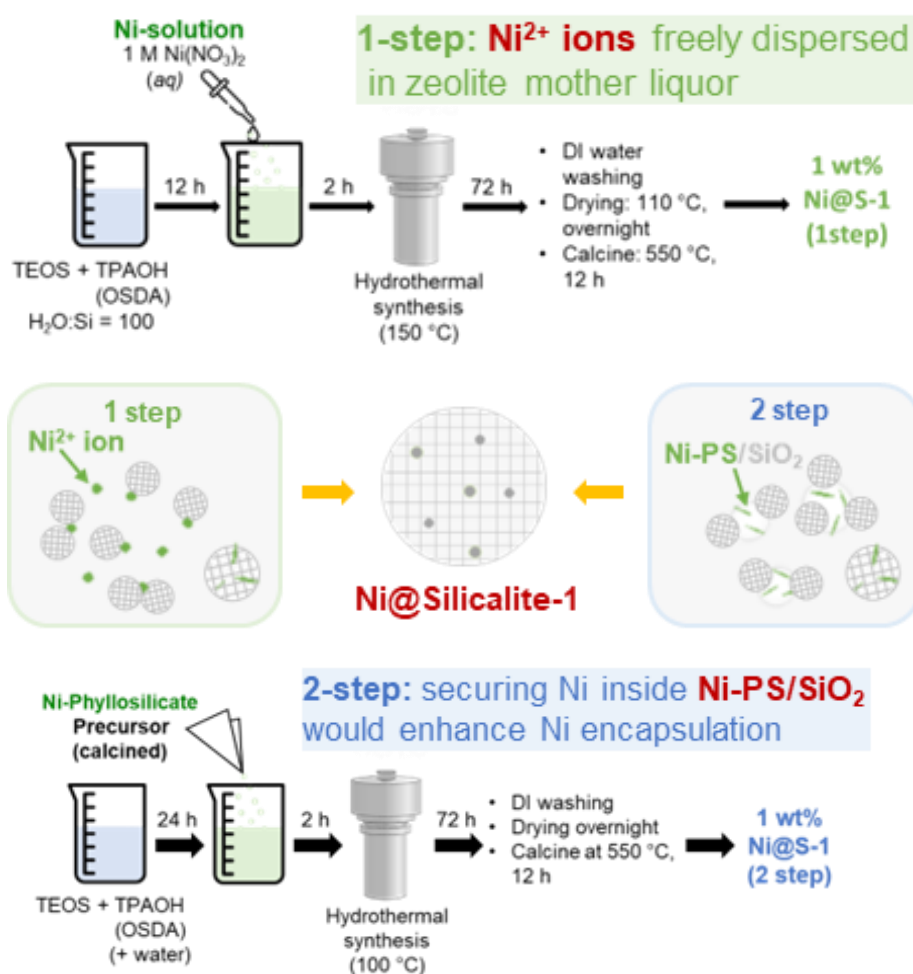 Ni-solution
1 M Ni(NO₃)₂
(aq)
1-step: Ni²⁺ ions freely dispersed
in zeolite mother liquor
12 h
2 h
72 h
TEOS + TPAOH
(OSDA)
H₂O:Si = 100
Hydrothermal
synthesis
(150 °C)
• DI water
washing
• Drying: 110 °C,
overnight
• Calcine: 550 °C,
12 h
1 wt%
Ni@S-1
(1step)
1 step
Ni²⁺ ion
Ni@Silicalite-1
2 step
Ni-PS/SiO₂
2-step: securing Ni inside Ni-PS/SiO₂
would enhance Ni encapsulation
Ni-Phyllosilicate
Precursor
(calcined)
24 h
2 h
72 h
TEOS + TPAOH
(OSDA)
(+ water)
Hydrothermal
synthesis
(100 °C)
• DI washing
• Drying overnight
• Calcine at 550 °C,
12 h
1 wt%
Ni@S-1
(2 step)